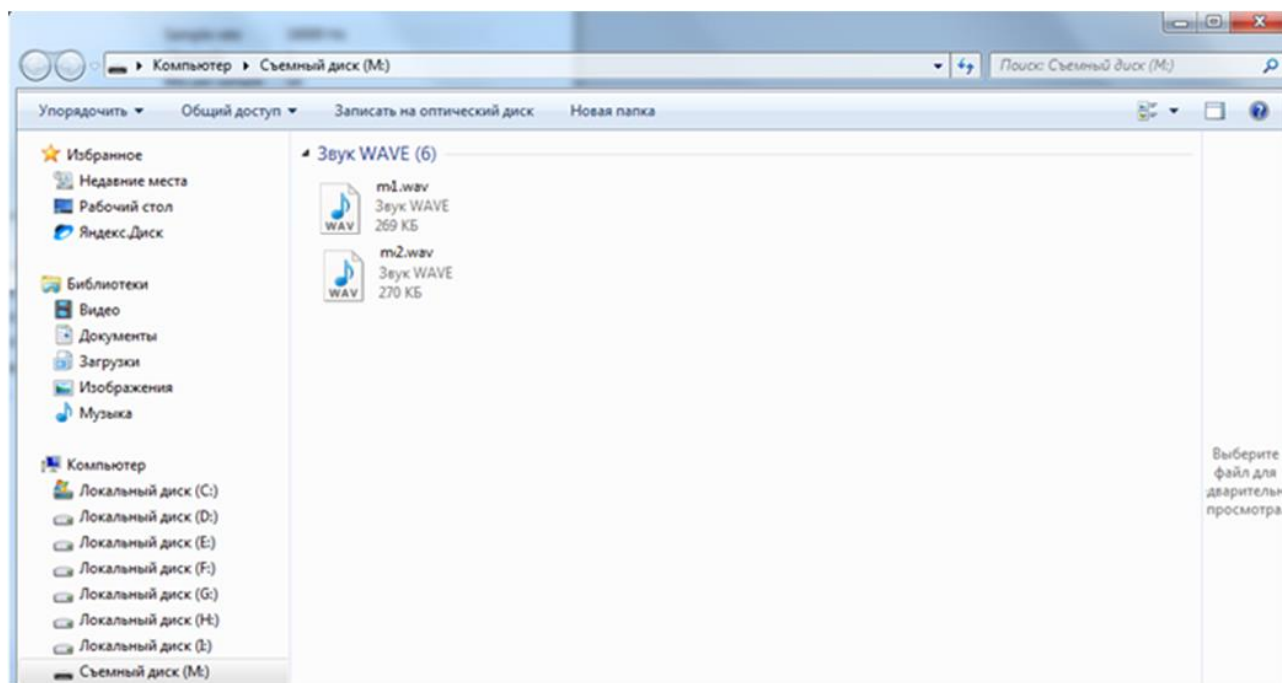 Компьютер
Съемный диск (M:)
Поиск: Съемный диск (M:)
Упорядочить
Общий доступ
Записать на оптический диск
Новая папка
Избранное
Недавние места
Рабочий стол
Яндекс.Диск
Библиотеки
Видео
Документы
Загрузки
Изображения
Музыка
Компьютер
Локальный диск (C:)
Локальный диск (D:)
Локальный диск (E:)
Локальный диск (F:)
Локальный диск (G:)
Локальный диск (H:)
Локальный диск (I:)
Съемный диск (M:)
Звук WAVE (6)
m1.wav
Звук WAVE
269 КБ
WAV
m2.wav
Звук WAVE
270 КБ
WAV
Выберите
файл для
дварительн
просмотра